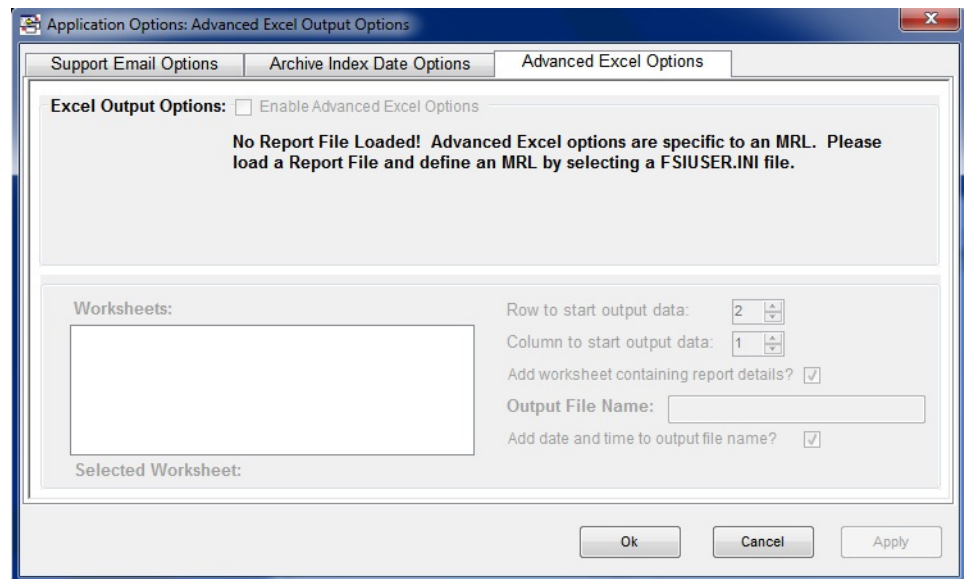 Application Options: Advanced Excel Output Options
x
Support Email Options
Archive Index Date Options
Advanced Excel Options
Excel Output Options: Enable Advanced Excel Options
No Report File Loaded! Advanced Excel options are specific to an MRL. Please
load a Report File and define an MRL by selecting a FSIUSER.INI file.
Worksheets:
Selected Worksheet:
Row to start output data: 2
Column to start output data: 1
Add worksheet containing report details?
Output File Name:
Add date and time to output file name?
Ok
Cancel
Apply